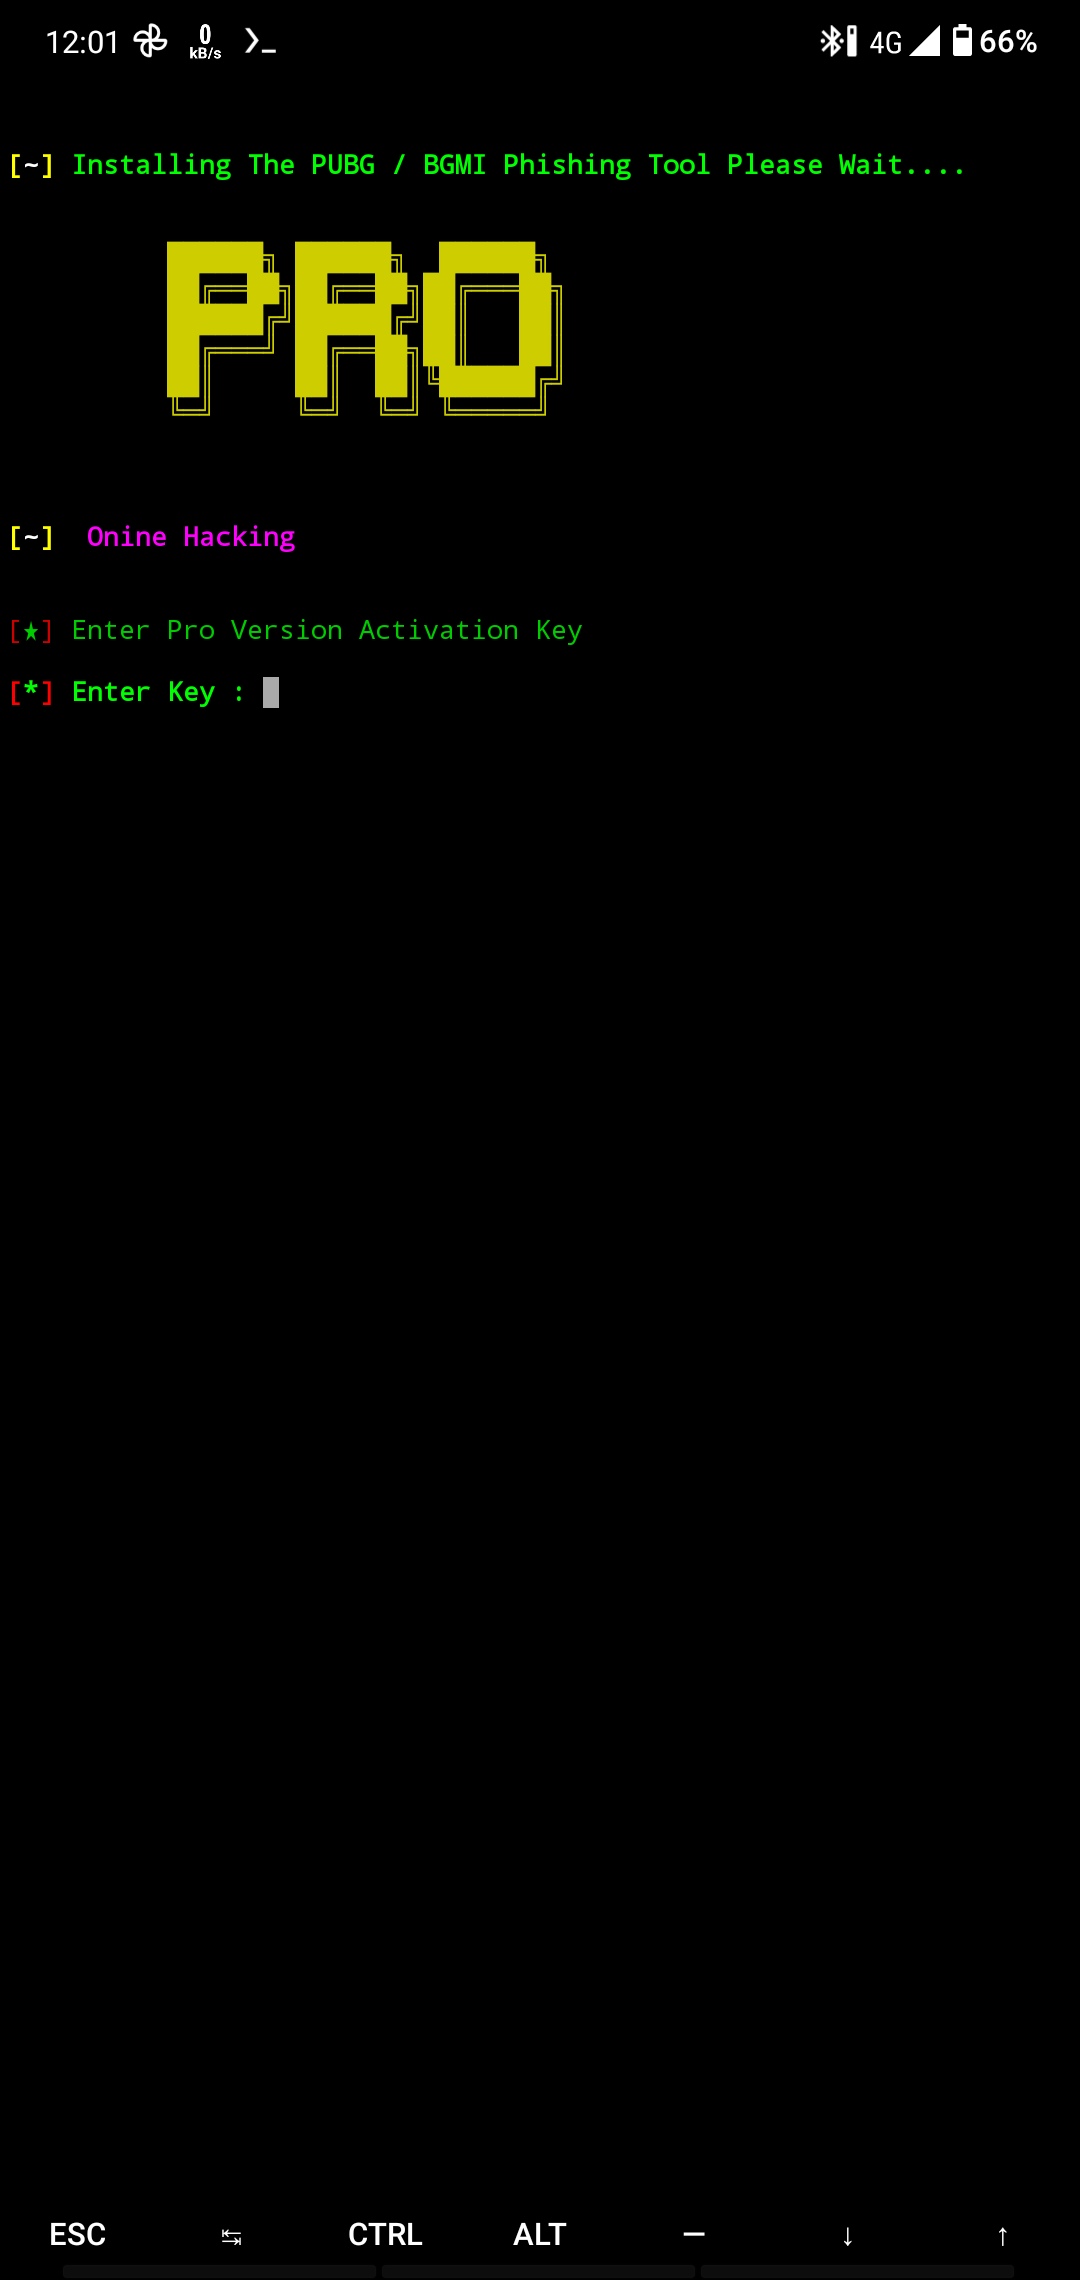 12:01 0 kB/s 4G 66%
[~] Installing The PUBG / BGMI Phishing Tool Please Wait....
PRO
[~] Onine Hacking
[★] Enter Pro Version Activation Key
[*] Enter Key :
ESC ↹ CTRL ALT — ↓ ↑